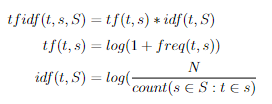 tfidf(t, s, S) = tf(t, s) ∗ idf(t, S)
tf(t, s) = log(1 + freq(t, s))
idf(t, S) = log( N / count(s ∈ S : t ∈ s)